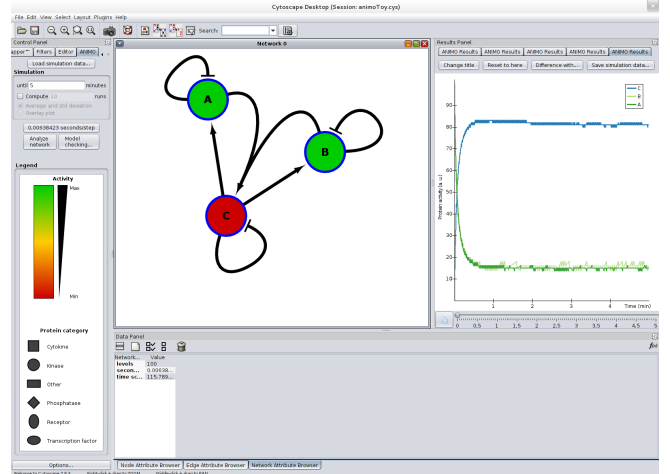 Cytoscape Desktop (Session: animoToy.cys)
File Edit View Select Layout Plugins Help
Search:
Control Panel
Filters Editor ANIMO
Load simulation data...
Simulation
until 5 minutes
Compute 10 runs
Average and std deviation
Overlay plot
0.00638423 seconds/step
Analyze network
Model checking...
Legend
Activity
Max
Min
Protein category
Cytokine
Kinase
Other
Phosphatase
Receptor
Transcription factor
Options...
Network 0
A
B
C
Results Panel
ANIMO Results ANIMO Results ANIMO Results ANIMO Results ANIMO Results
Change title Reset to here Difference with... Save simulation data...
C
B
A
Protein activity (a. u.)
90
80
70
60
50
40
30
20
10
1 2 3 4 Time (min)
0 0.5 1 1.5 2 2.5 3 3.5 4 4.5 5
Data Panel
Network... Value
levels 100
secon... 0.00638...
time sc... 115.789...
Node Attribute Browser Edge Attribute Browser Network Attribute Browser